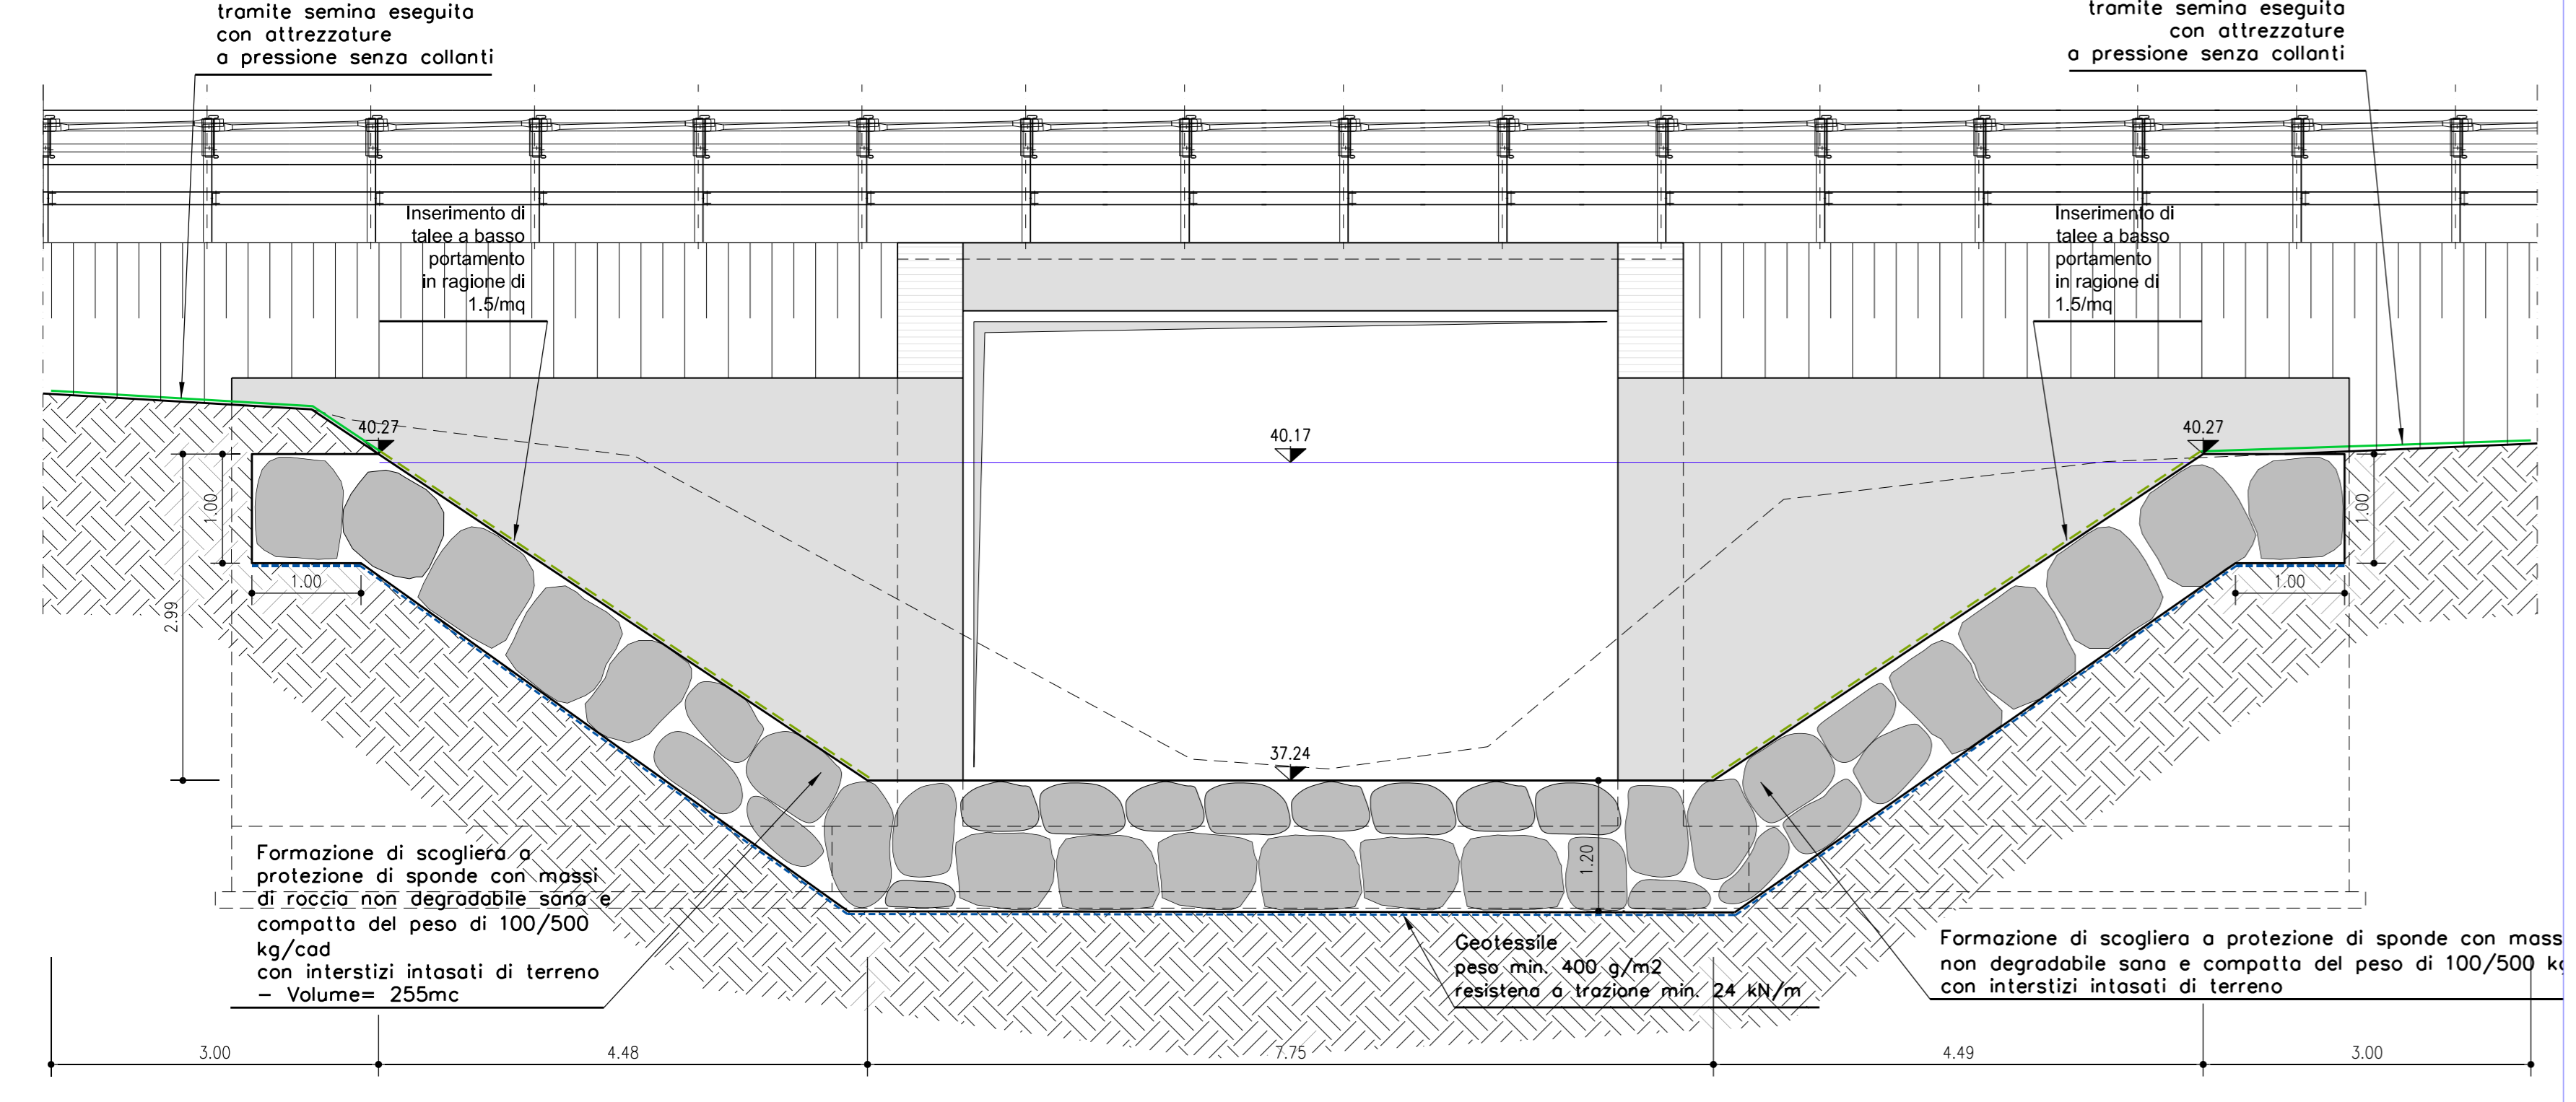 tramite semina eseguita
con attrezzature
a pressione senza collanti
tramite semina eseguita
con attrezzature
a pressione senza collanti
Inserimento di
talee a basso
portamento
in ragione di
1.5/mq
Inserimento di
talee a basso
portamento
in ragione di
1.5/mq
40.27
40.17
40.27
1.00
1.00
2.99
1.00
1.00
37.24
1.20
Formazione di scogliera a
protezione di sponde con massi
di roccia non degradabile sana e
compatta del peso di 100/500
kg/cad
con interstizi intasati di terreno
- Volume= 255mc
Geotessile
peso min. 400 g/m2
resistena a trazione min. 24 kN/m
Formazione di scogliera a protezione di sponde con mass
non degradabile sana e compatta del peso di 100/500
con interstizi intasati di terreno
3.00
4.48
7.75
4.49
3.00